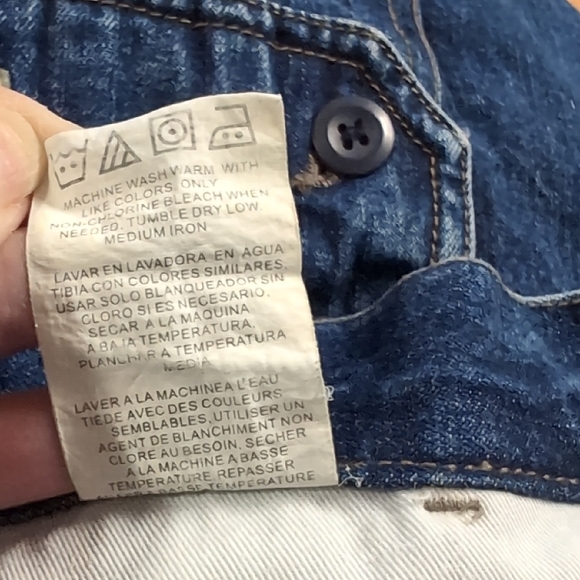 MACHINE WASH WARM WITH
LIKE COLORS ONLY
NON-CHLORINE BLEACH WHEN
NEEDED. TUMBLE DRY LOW.
MEDIUM IRON
LAVAR EN LAVADORA EN AGUA
TIBIA CON COLORES SIMILARES,
USAR SOLO BLANQUEADOR SIN
CLORO SI ES NECESARIO.
SECAR A LA MAQUINA
A BAJA TEMPERATURA.
PLANCHAR A TEMPERATURA
MEDIA
LAVER A LA MACHINE A L'EAU
TIEDE AVEC DES COULEURS
SEMBLABLES, UTILISER UN
AGENT DE BLANCHIMENT NON
CLORE AU BESOIN, SECHER
A LA MACHINE A BASSE
TEMPERATURE REPASSER
A BASSE TEMPERATURE